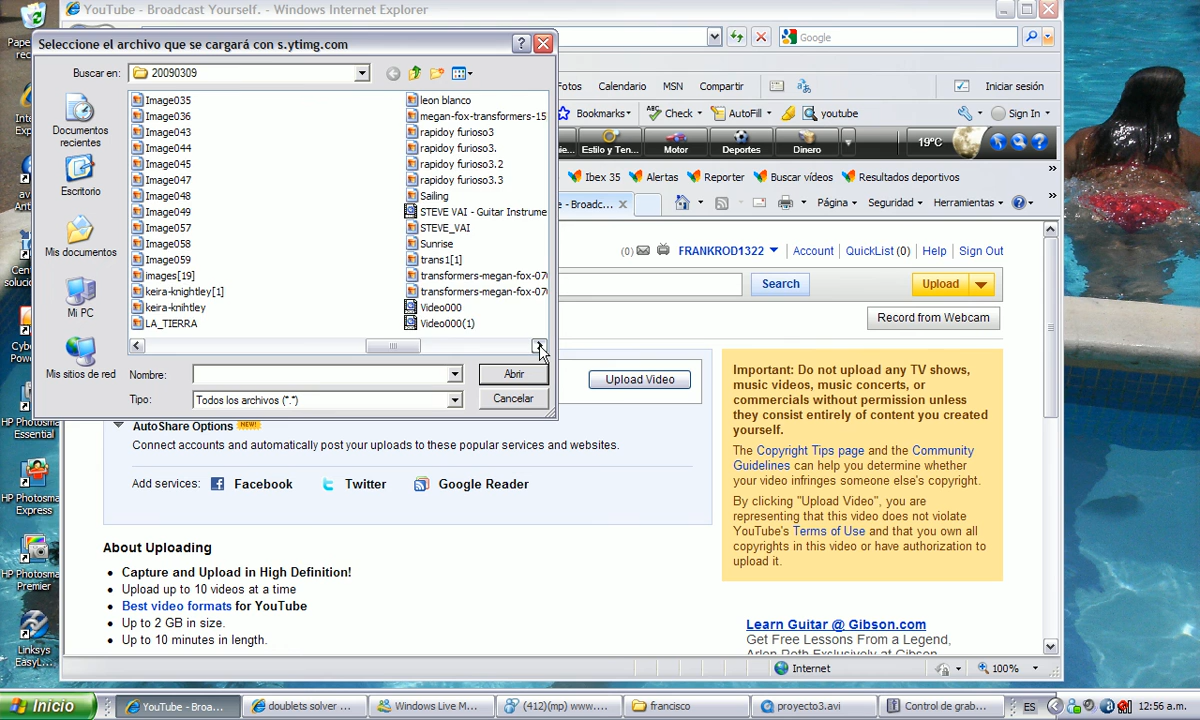 YouTube - Broadcast Yourself. - Windows Internet Explorer
Google
Seleccione el archivo que se cargará con s.ytimg.com
Buscar en: 20090309
Documentos recientes
Escritorio
Mis documentos
Mi PC
Mis sitios de red
Image035
Image036
Image043
Image044
Image045
Image047
Image048
Image049
Image057
Image058
Image059
images[19]
keira-knightley[1]
keira-knihtley
LA_TIERRA
leon blanco
megan-fox-transformers-15
rapidoy furioso3
rapidoy furioso3.
rapidoy furioso3.2
rapidoy furioso3.3
Sailing
STEVE VAI - Guitar Instrume
STEVE_VAI
Sunrise
trans1[1]
transformers-megan-fox-07
transformers-megan-fox-07
Video000
Video000(1)
Nombre: Abrir
Tipo: Todos los archivos (*.*) Cancelar
Fotos Calendario MSN Compartir Iniciar sesión
Bookmarks Check AutoFill youtube Sign In
Estilo y Ten... Motor Deportes Dinero 19ºC
Ibex 35 Alertas Reporter Buscar vídeos Resultados deportivos
- Broadc... Página Seguridad Herramientas
(0) FRANKROD1322 Account QuickList (0) Help Sign Out
Search Upload
Record from Webcam
Upload Video
AutoShare Options NEW!
Connect accounts and automatically post your uploads to these popular services and websites.
Add services: Facebook Twitter Google Reader
About Uploading
Capture and Upload in High Definition!
Upload up to 10 videos at a time
Best video formats for YouTube
Up to 2 GB in size.
Up to 10 minutes in length.
Important: Do not upload any TV shows,
music videos, music concerts, or
commercials without permission unless
they consist entirely of content you created
yourself.
The Copyright Tips page and the Community
Guidelines can help you determine whether
your video infringes someone else's copyright.
By clicking "Upload Video", you are
representing that this video does not violate
YouTube's Terms of Use and that you own all
copyrights in this video or have authorization to
upload it.
Learn Guitar @ Gibson.com
Get Free Lessons From a Legend,
Arlen Roth Exclusively at Gibson
Internet 100%
HP Photosma
Essential
HP Photosma
Express
HP Photosma
Premier
Linksys
EasyL...
Inicio YouTube - Broa... doublets solver ... Windows Live M... (412)(mp) www.... francisco proyecto3.avi Control de grab... ES 12:56 a.m.